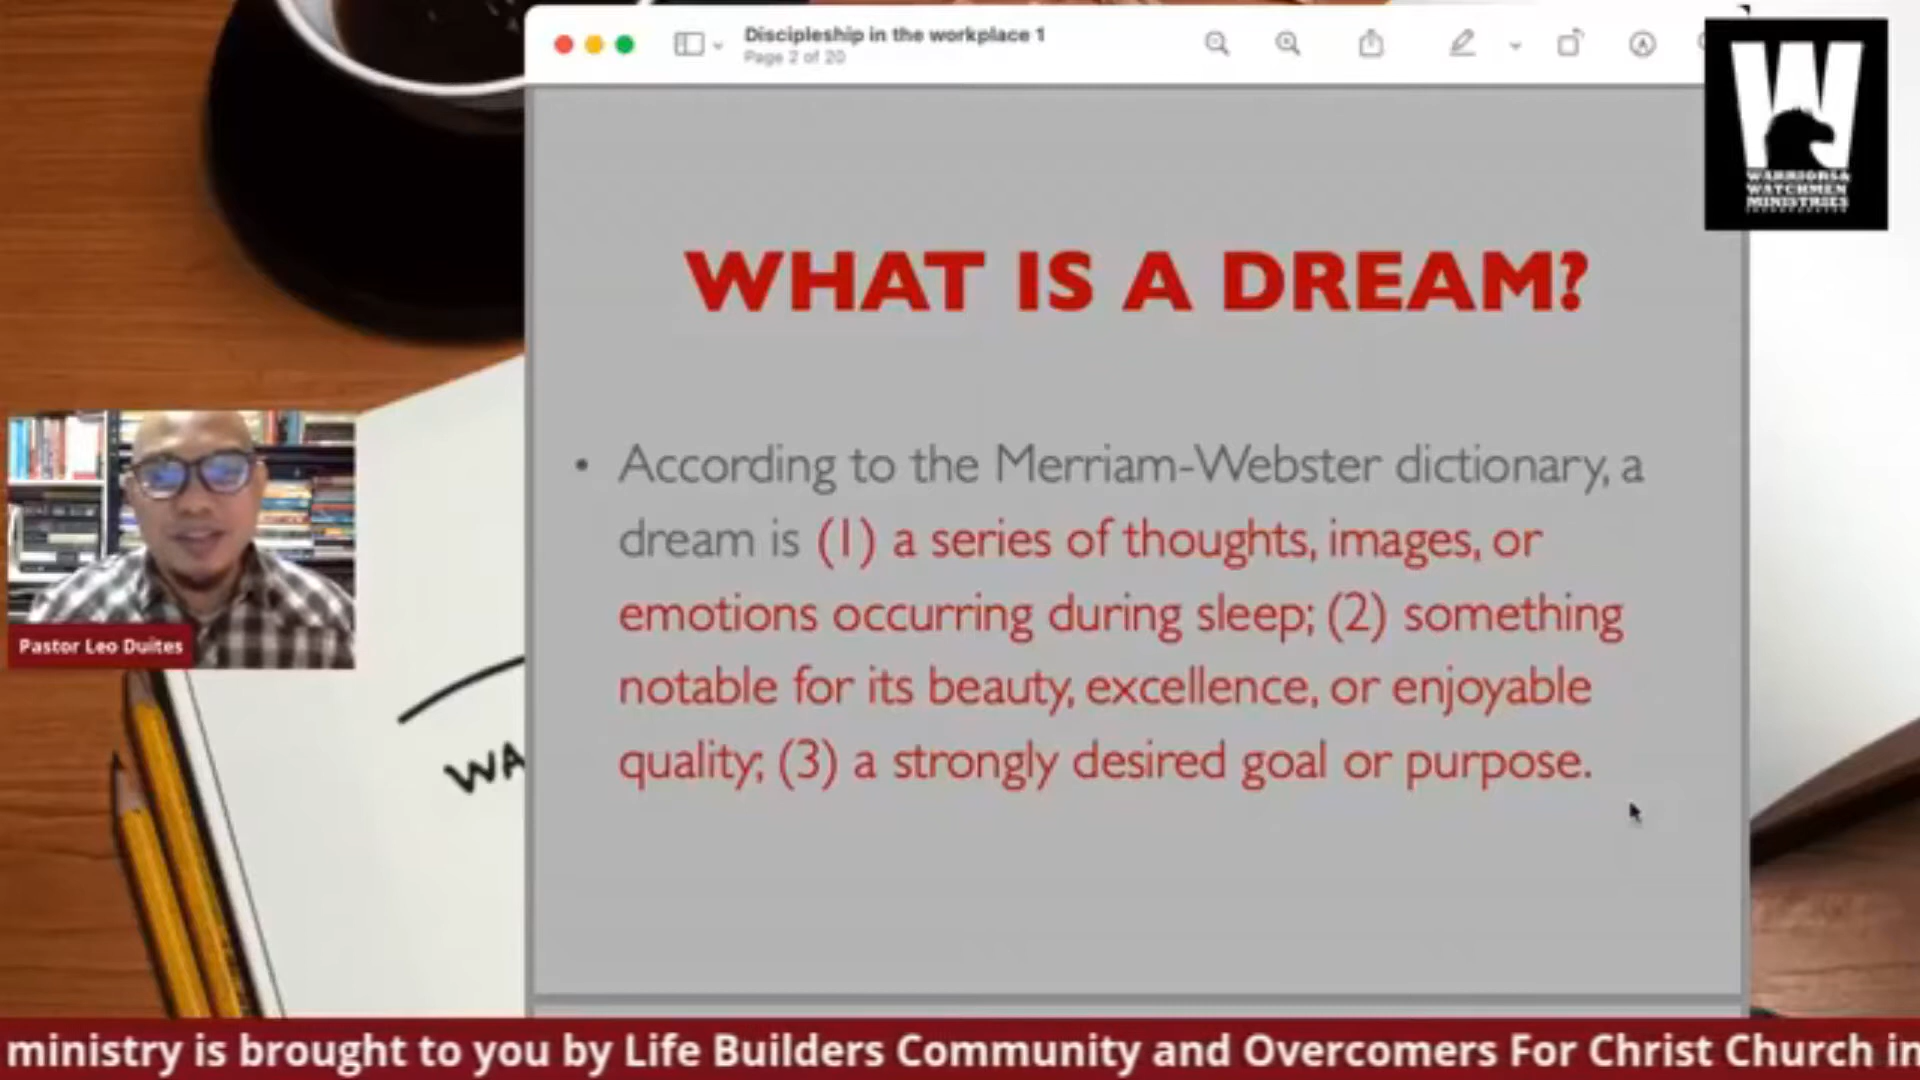 Discipleship in the workplace 1
Page 2 of 20
WARRIORS&
WATCHMEN
MINISTRIES
WHAT IS A DREAM?
• According to the Merriam-Webster dictionary, a
dream is (1) a series of thoughts, images, or
emotions occurring during sleep; (2) something
notable for its beauty, excellence, or enjoyable
quality; (3) a strongly desired goal or purpose.
Pastor Leo Duites
WA
ministry is brought to you by Life Builders Community and Overcomers For Christ Church in